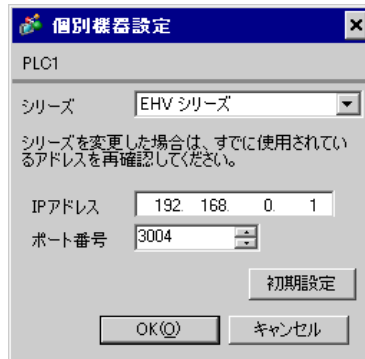 個別機器設定
PLC1
シリーズ EHV シリーズ
シリーズを変更した場合は、すでに使用されてい
るアドレスを再確認してください。
IPアドレス 192. 168. 0. 1
ポート番号 3004
初期設定
OK(O) キャンセル